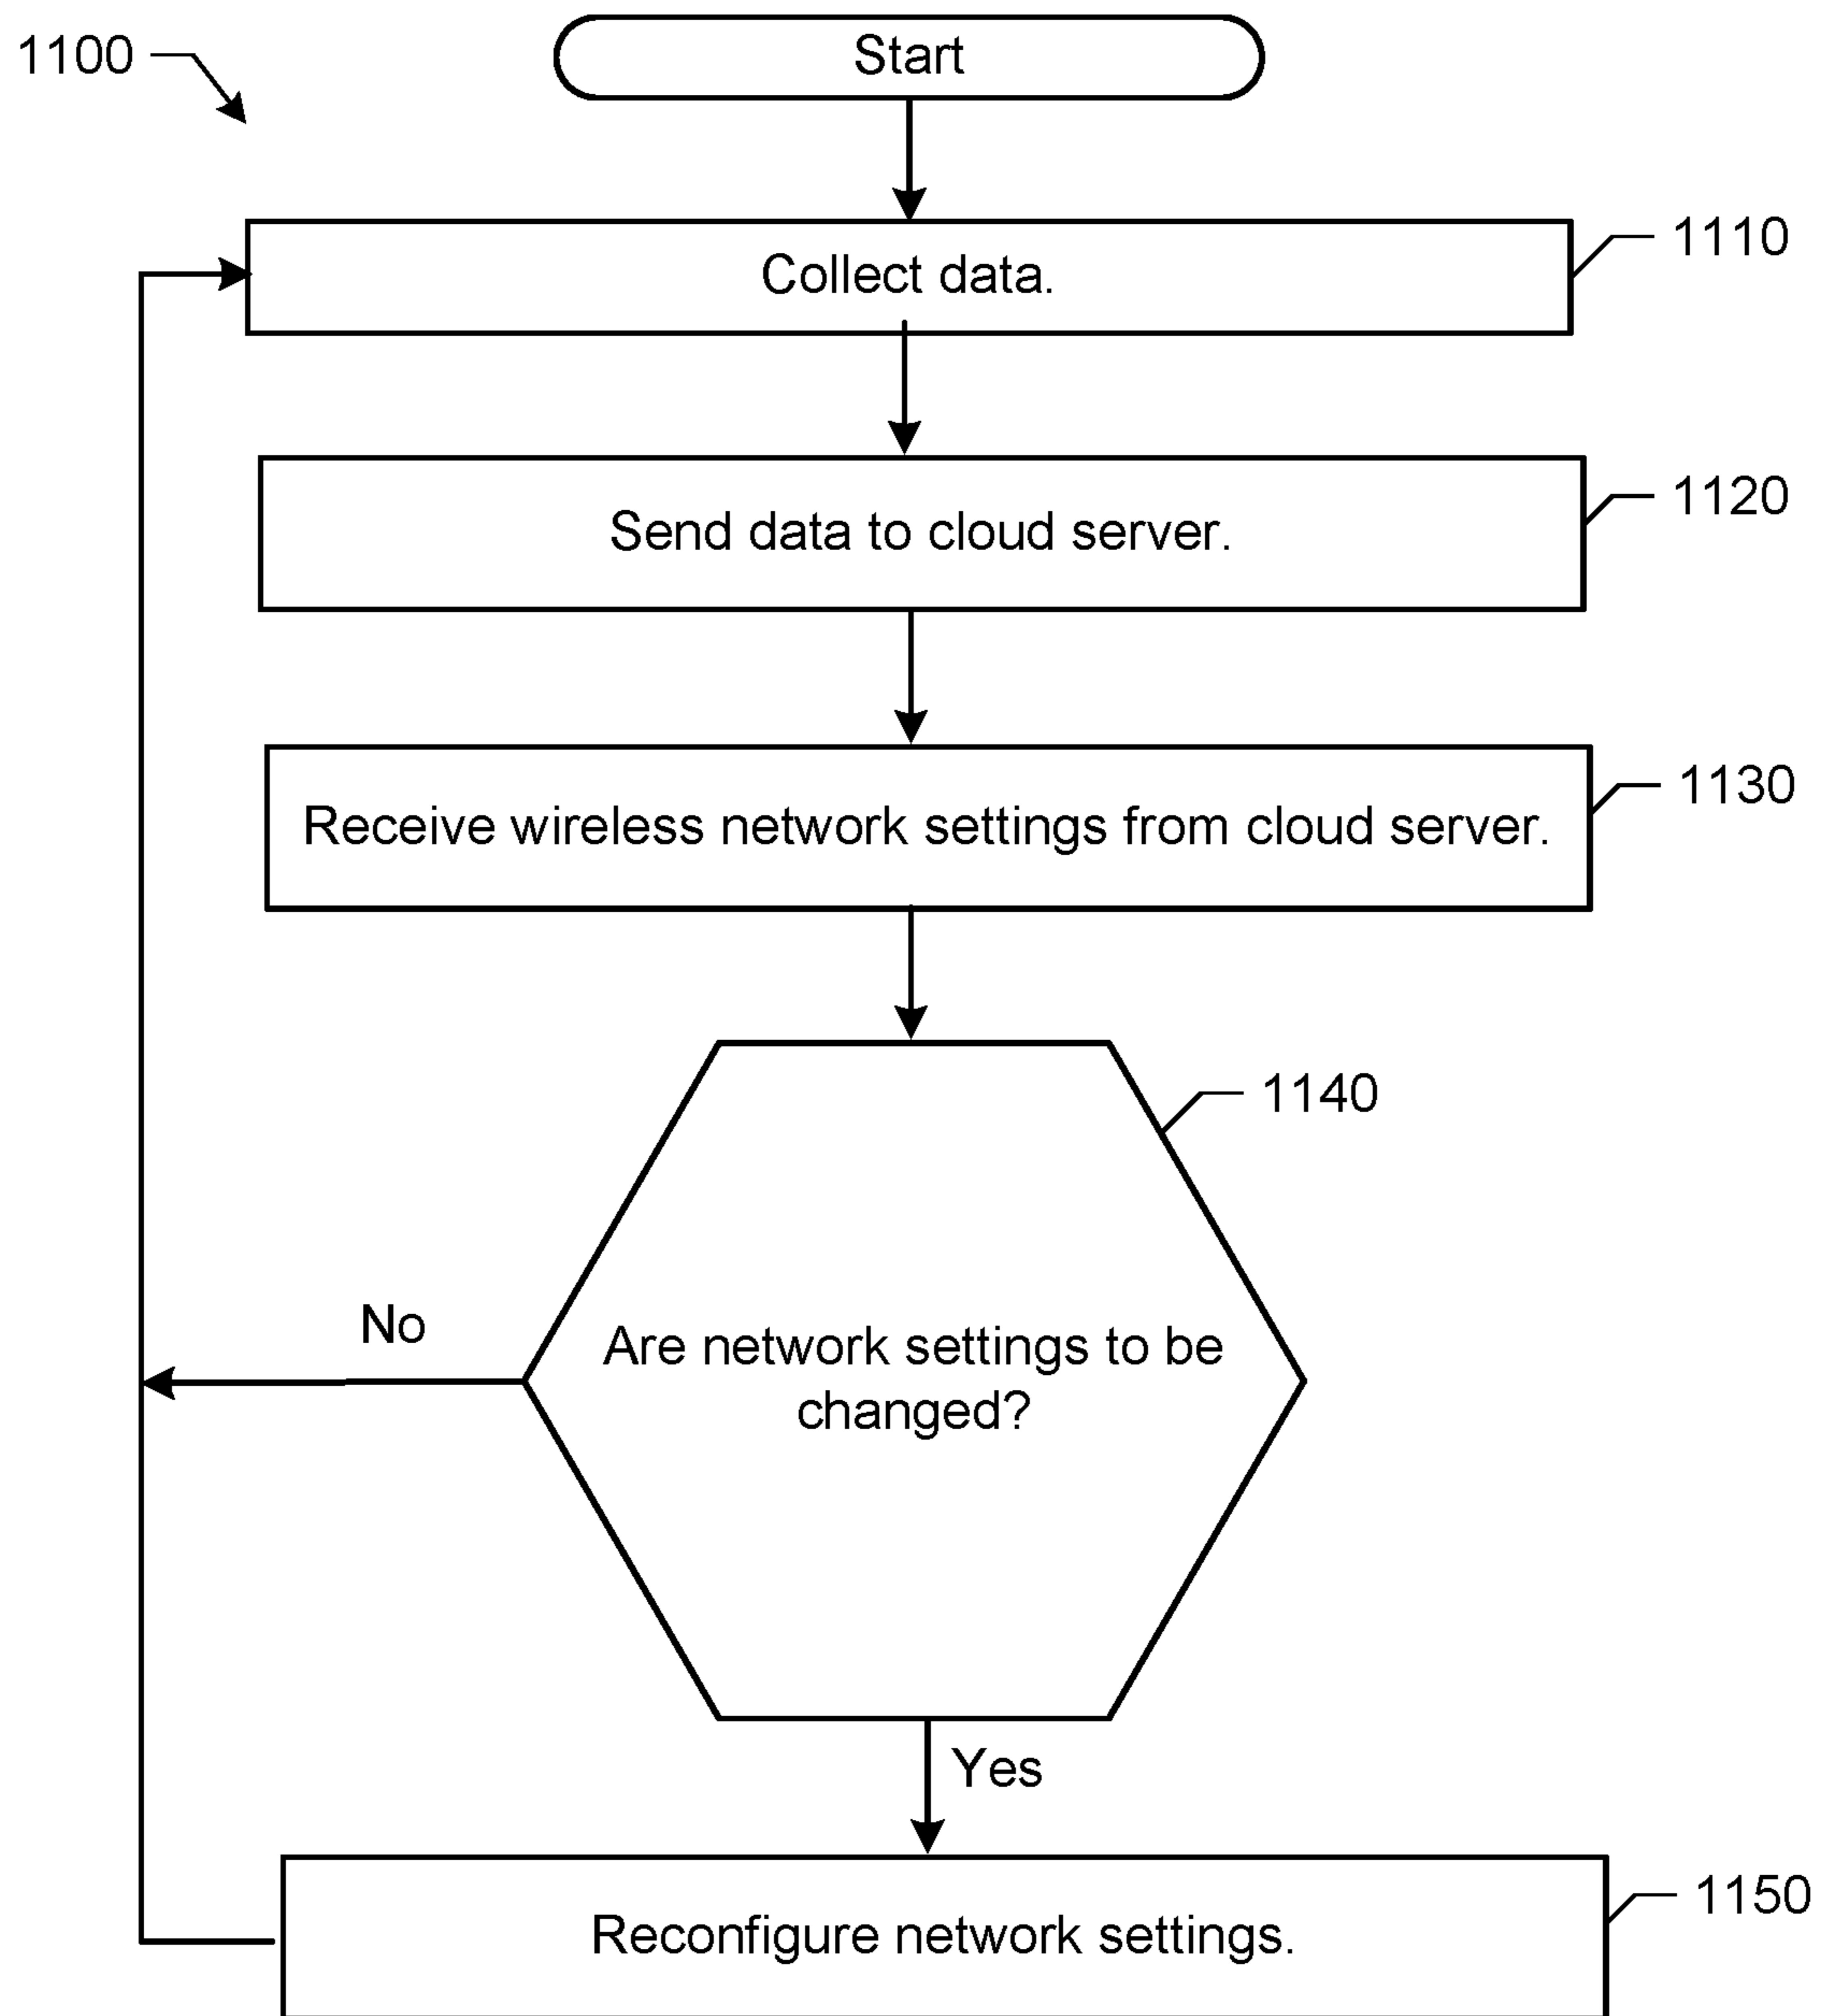 1100
Start
1110
Collect data.
1120
Send data to cloud server.
1130
Receive wireless network settings from cloud server.
1140
No
Are network settings to be
changed?
Yes
1150
Reconfigure network settings.